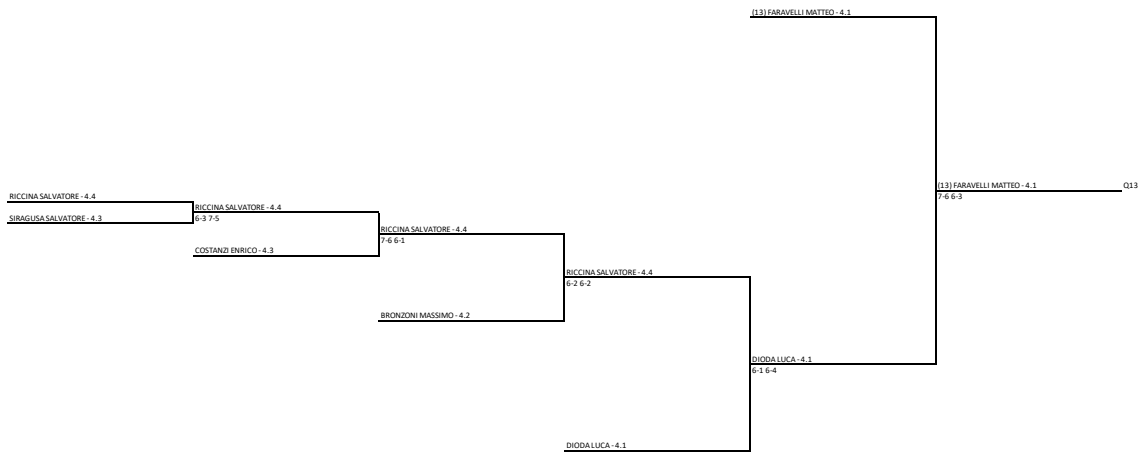 (13) FARAVELLI MATTEO - 4.1
(13) FARAVELLI MATTEO - 4.1
Q13
7-6 6-3
RICCINA SALVATORE - 4.4
RICCINA SALVATORE - 4.4
SIRAGUSA SALVATORE - 4.3
6-3 7-5
RICCINA SALVATORE - 4.4
7-6 6-1
COSTANZI ENRICO - 4.3
RICCINA SALVATORE - 4.4
6-2 6-2
BRONZONI MASSIMO - 4.2
DIODA LUCA - 4.1
6-1 6-4
DIODA LUCA - 4.1